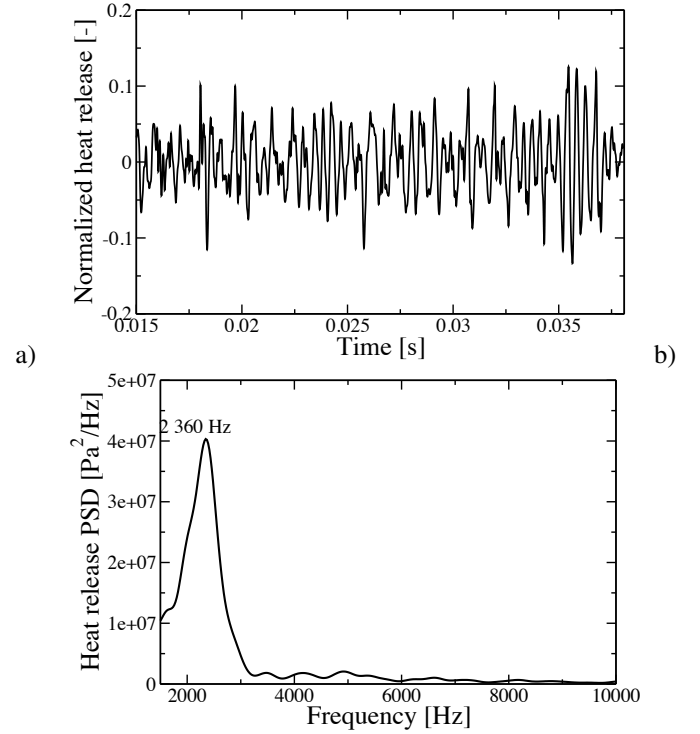 0.2
0.1
0
-0.1
-0.2
Normalized heat release [-]
0.015 0.02 0.025 0.03 0.035
Time [s]
a)
b)
5e+07
4e+07
3e+07
2e+07
1e+07
0
Heat release PSD [Pa²/Hz]
2 360 Hz
2000 4000 6000 8000 10000
Frequency [Hz]